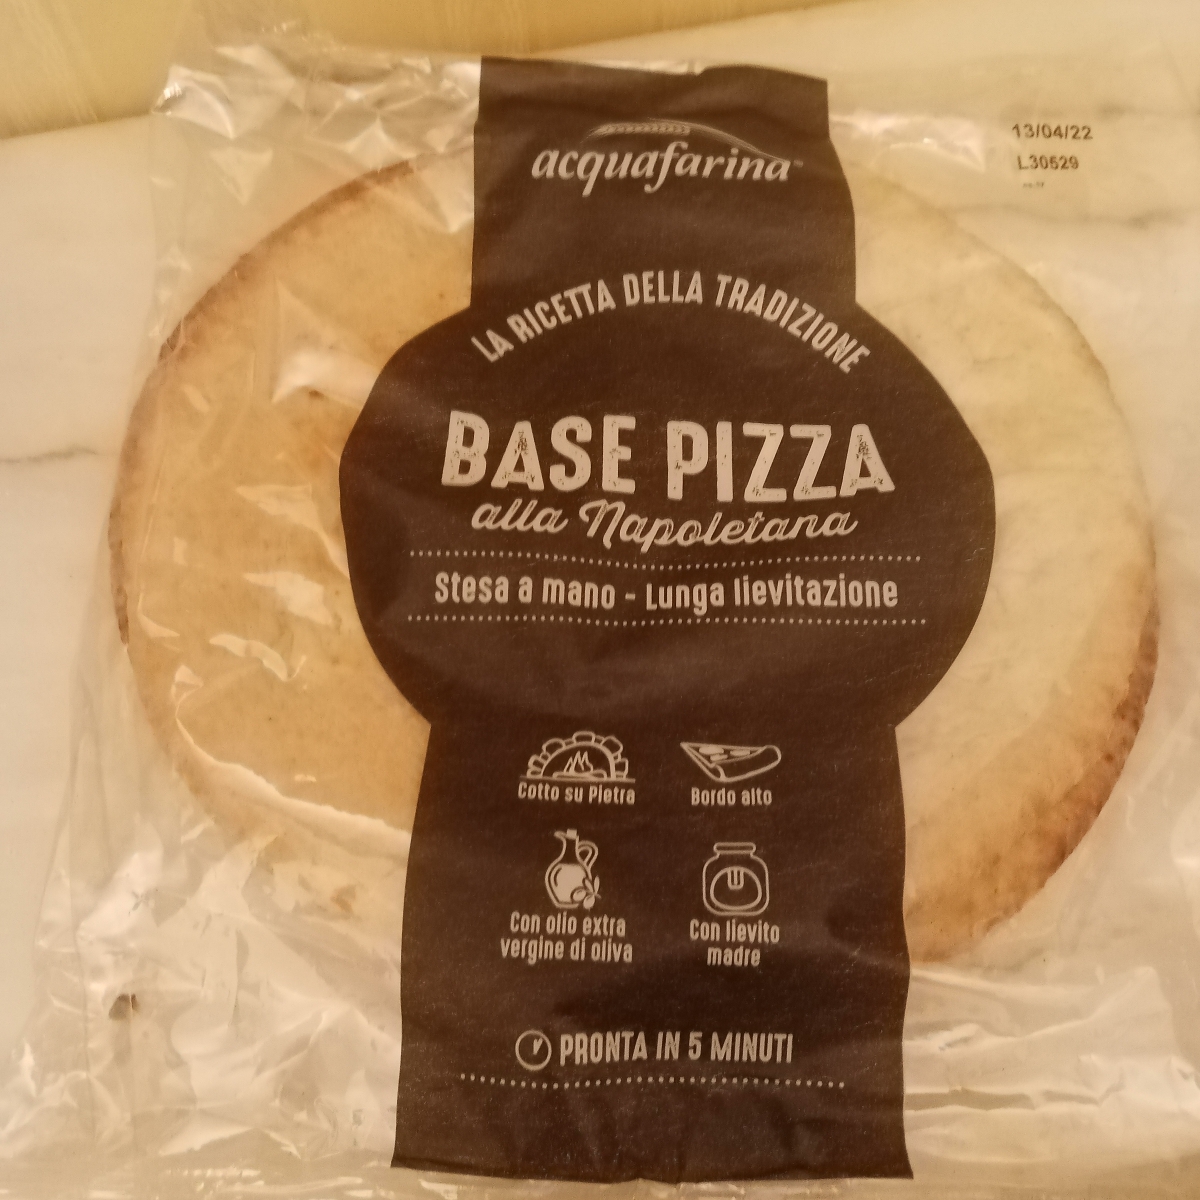 acquafarina
13/04/22
L30529
LA RICETTA DELLA TRADIZIONE
BASE PIZZA
alla Napoletana
Stesa a mano - Lunga lievitazione
Cotto su Pietra
Bordo alto
Con olio extra
vergine di oliva
Con lievito
madre
PRONTA IN 5 MINUTI